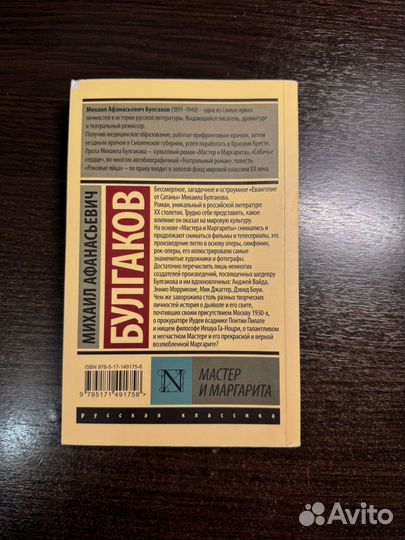 Михаил Афанасьевич Булгаков (1891–1940) – одна из самых ярких
личностей в истории русской литературы. Выдающийся писатель, драматург
и театральный режиссер.
Получив медицинское образование, работал прифронтовым врачом, затем
уездным врачом в Смоленской губернии, успел поработать в Красном Кресте.
Проза Михаила Булгакова – культовый роман «Мастер и Маргарита», «Собачье
сердце», во многом автобиографичный «Театральный роман», повесть
«Роковые яйца» – по праву входит в золотой фонд мировой классики XX века.
МИХАИЛ АФАНАСЬЕВИЧ
БУЛГАКОВ
Бессмертное, загадочное и остроумное «Евангелие
от Сатаны» Михаила Булгакова.
Роман, уникальный в российской литературе
XX столетия. Трудно себе представить, какое
влияние он оказал на мировую культуру.
На основе «Мастера и Маргариты» снимались и
продолжают сниматься фильмы и телесериалы, это
произведение легло в основу оперы, симфонии,
рок-оперы, его иллюстрировали самые
знаменитые художники и фотографы.
Достаточно перечислить лишь немногих
создателей произведений, посвященных шедевру
Булгакова и им вдохновленных: Анджей Вайда,
Эннио Морриконе, Мик Джаггер, Дэвид Боуи.
Чем же заворожила столь разных творческих
личностей история о дьяволе и его свите,
почтивших своим присутствием Москву 1930-х,
о прокураторе Иудеи всаднике Понтии Пилате
и нищем философе Иешуа Га-Ноцри, о талантливом
и несчастном Мастере и его прекрасной и верной
возлюбленной Маргарите?
ISBN 978-5-17-149175-8
9 785171 491758 >
N
МАСТЕР
И МАРГАРИТА
русская классика
Avito